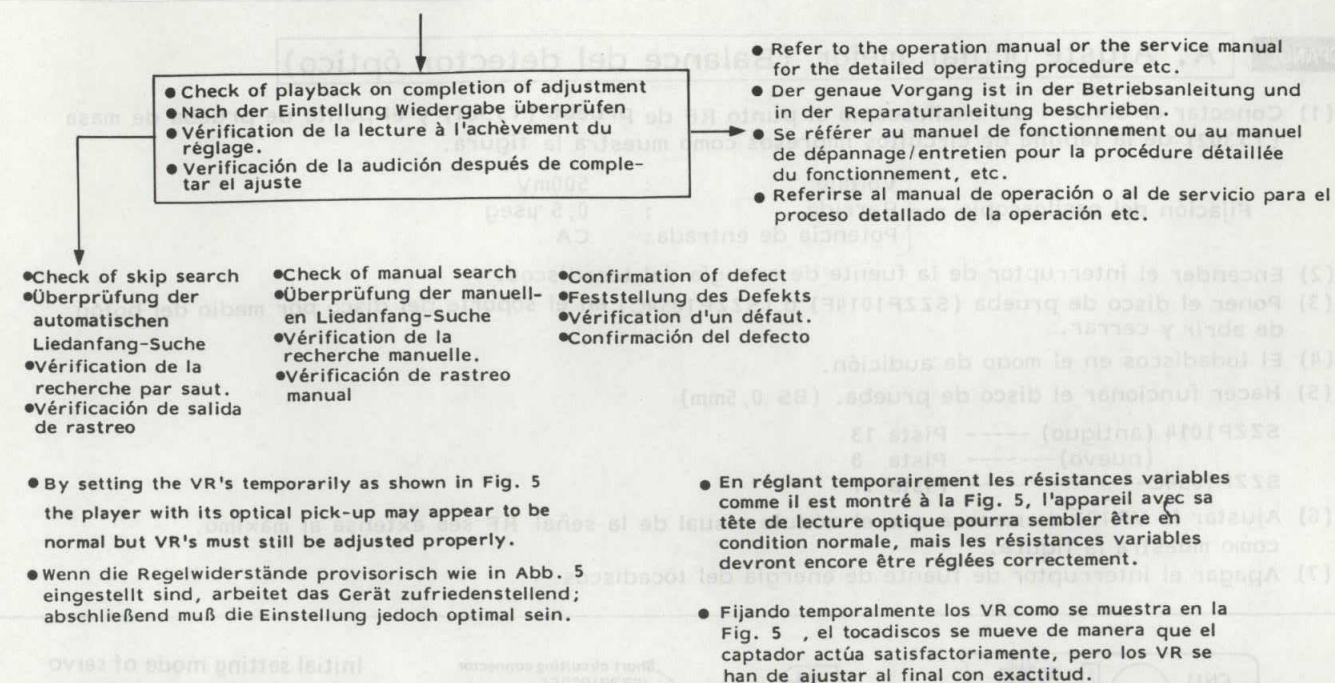 ● Check of playback on completion of adjustment
● Nach der Einstellung Wiedergabe überprüfen
● Vérification de la lecture à l'achèvement du
réglage.
● Verificación de la audición después de comple-
tar el ajuste
● Refer to the operation manual or the service manual
for the detailed operating procedure etc.
● Der genaue Vorgang ist in der Betriebsanleitung und
in der Reparaturanleitung beschrieben.
● Se référer au manuel de fonctionnement ou au manuel
de dépannage/entretien pour la procédure détaillée
du fonctionnement, etc.
● Referirse al manual de operación o al de servicio para el
proceso detallado de la operación etc.
●Check of skip search
●Überprüfung der
automatischen
Liedanfang-Suche
●Vérification de la
recherche par saut.
●Vérificación de salida
de rastreo
●Check of manual search
●Überprüfung der manuell-
en Liedanfang-Suche
●Vérification de la
recherche manuelle.
●Vérificación de rastreo
manual
●Confirmation of defect
●Feststellung des Defekts
●Vérification d'un défaut.
●Confirmación del defecto
● By setting the VR's temporarily as shown in Fig. 5
the player with its optical pick-up may appear to be
normal but VR's must still be adjusted properly.
● Wenn die Regelwiderstände provisorisch wie in Abb. 5
eingestellt sind, arbeitet das Gerät zufriedenstellend;
abschließend muß die Einstellung jedoch optimal sein.
● En réglant temporairement les résistances variables
comme il est montré à la Fig. 5, l'appareil avec sa
tête de lecture optique pourra sembler être en
condition normale, mais les résistances variables
devront encore être réglées correctement.
● Fijando temporalmente los VR como se muestra en la
Fig. 5 , el tocadiscos se mueve de manera que el
captador actúa satisfactoriamente, pero los VR se
han de ajustar al final con exactitud.